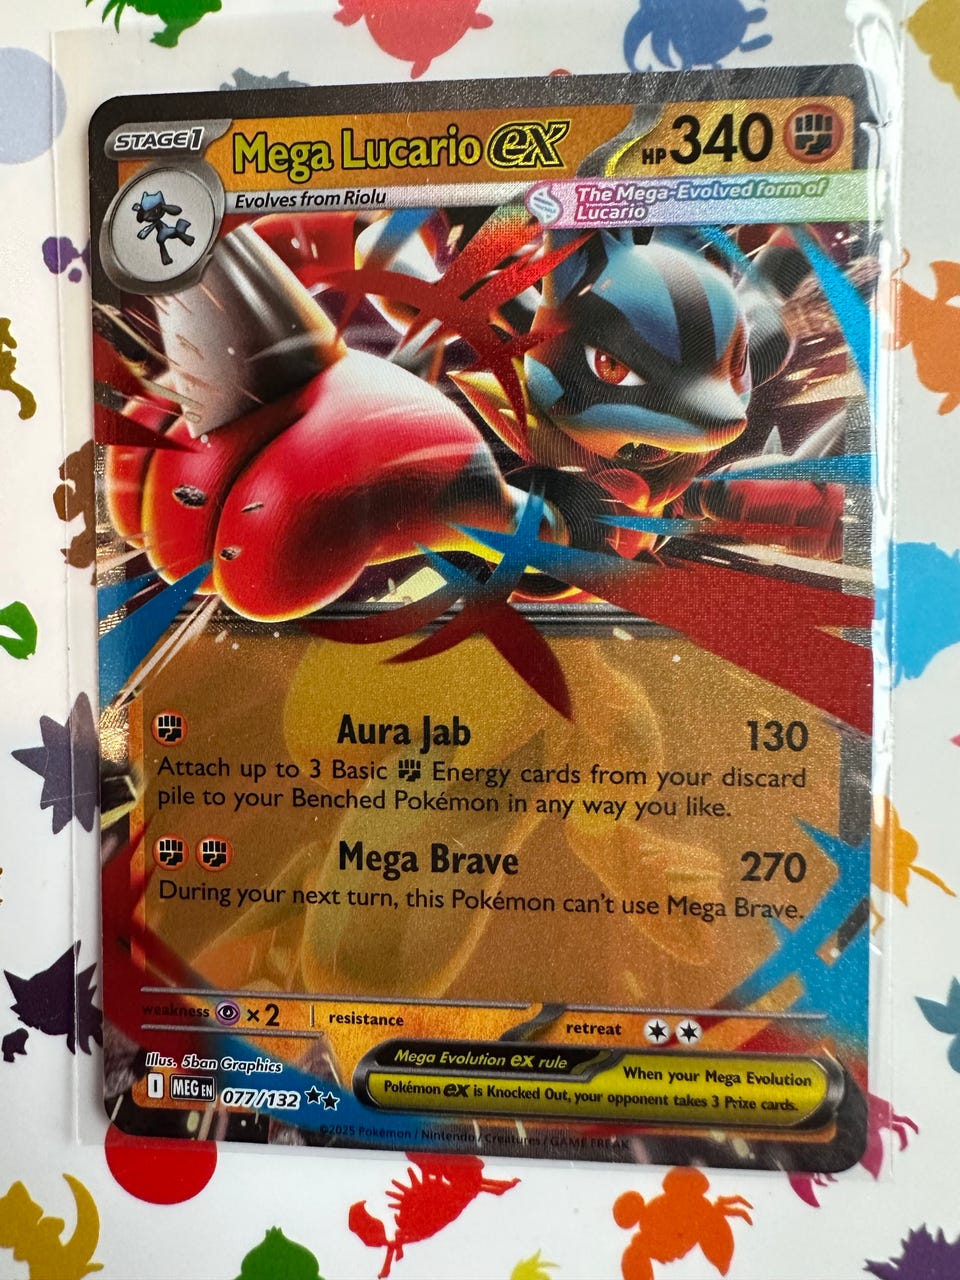 STAGE1
Mega Lucario ex
HP 340
Evolves from Riolu
The Mega-Evolved form of
Lucario
Aura Jab 130
Attach up to 3 Basic Energy cards from your discard
pile to your Benched Pokémon in any way you like.
Mega Brave 270
During your next turn, this Pokémon can't use Mega Brave.
weakness ×2 resistance retreat
Illus. 5ban Graphics
Mega Evolution ex rule
When your Mega Evolution
Pokémon ex is Knocked Out, your opponent takes 3 Prize cards.
I MEG EN 077/132
©2025 Pokémon / Nintendo / Creatures / GAME FREAK